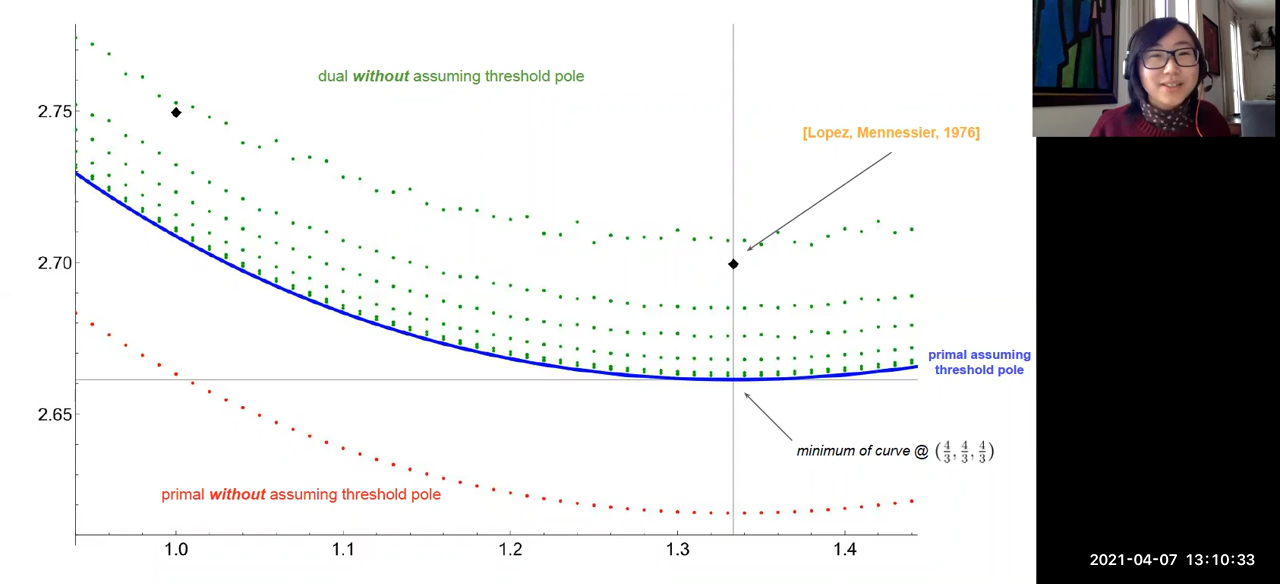 dual without assuming threshold pole
2.75
[Lopez, Mennessier, 1976]
2.70
primal assuming
threshold pole
2.65
minimum of curve @ (4/3, 4/3, 4/3)
primal without assuming threshold pole
1.0 1.1 1.2 1.3 1.4
2021-04-07 13:10:33